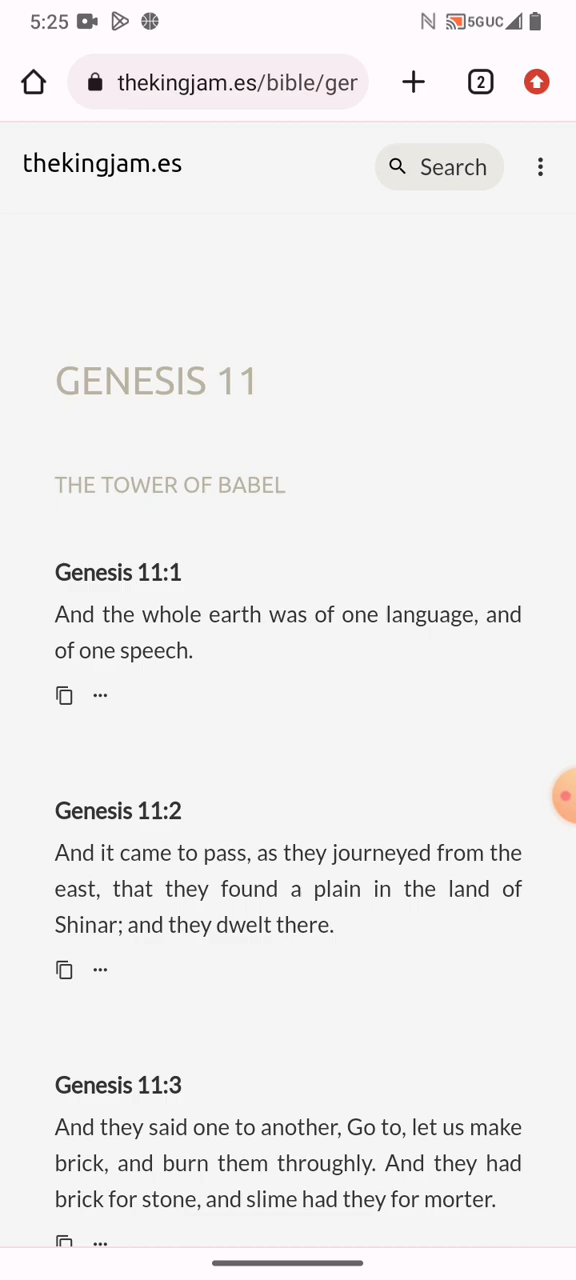 5:25
5GUC
thekingjam.es/bible/ger
2
thekingjam.es
Search
GENESIS 11
THE TOWER OF BABEL
Genesis 11:1
And the whole earth was of one language, and
of one speech.
Genesis 11:2
And it came to pass, as they journeyed from the
east, that they found a plain in the land of
Shinar; and they dwelt there.
Genesis 11:3
And they said one to another, Go to, let us make
brick, and burn them throughly. And they had
brick for stone, and slime had they for morter.